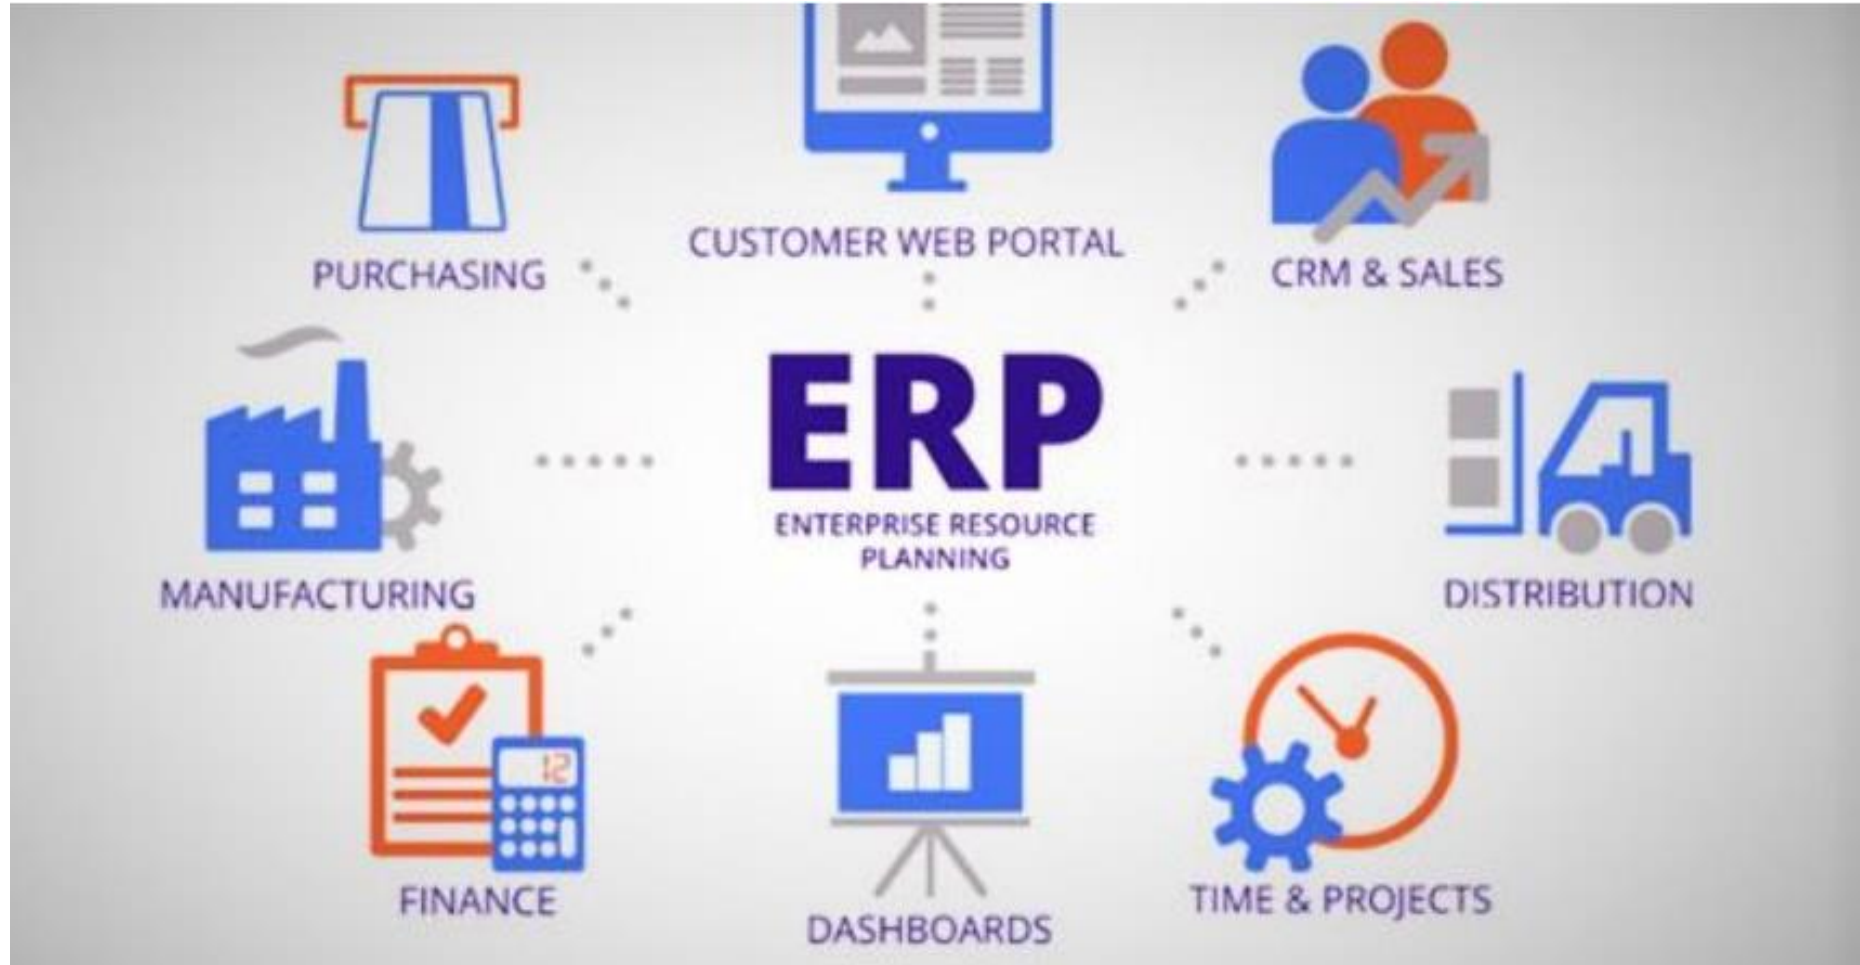 CUSTOMER WEB PORTAL
PURCHASING
CRM & SALES
ERP
ENTERPRISE RESOURCE
PLANNING
MANUFACTURING
DISTRIBUTION
12
FINANCE
DASHBOARDS
TIME & PROJECTS